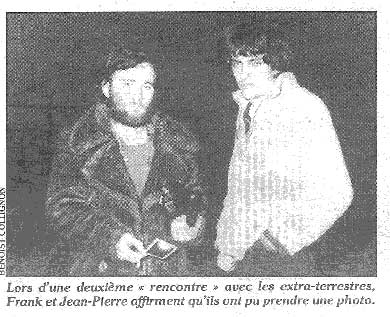 BENOIST COLLIGNON
Lors d'une deuxième « rencontre » avec les extra-terrestres,
Frank et Jean-Pierre affirment qu'ils ont pu prendre une photo.